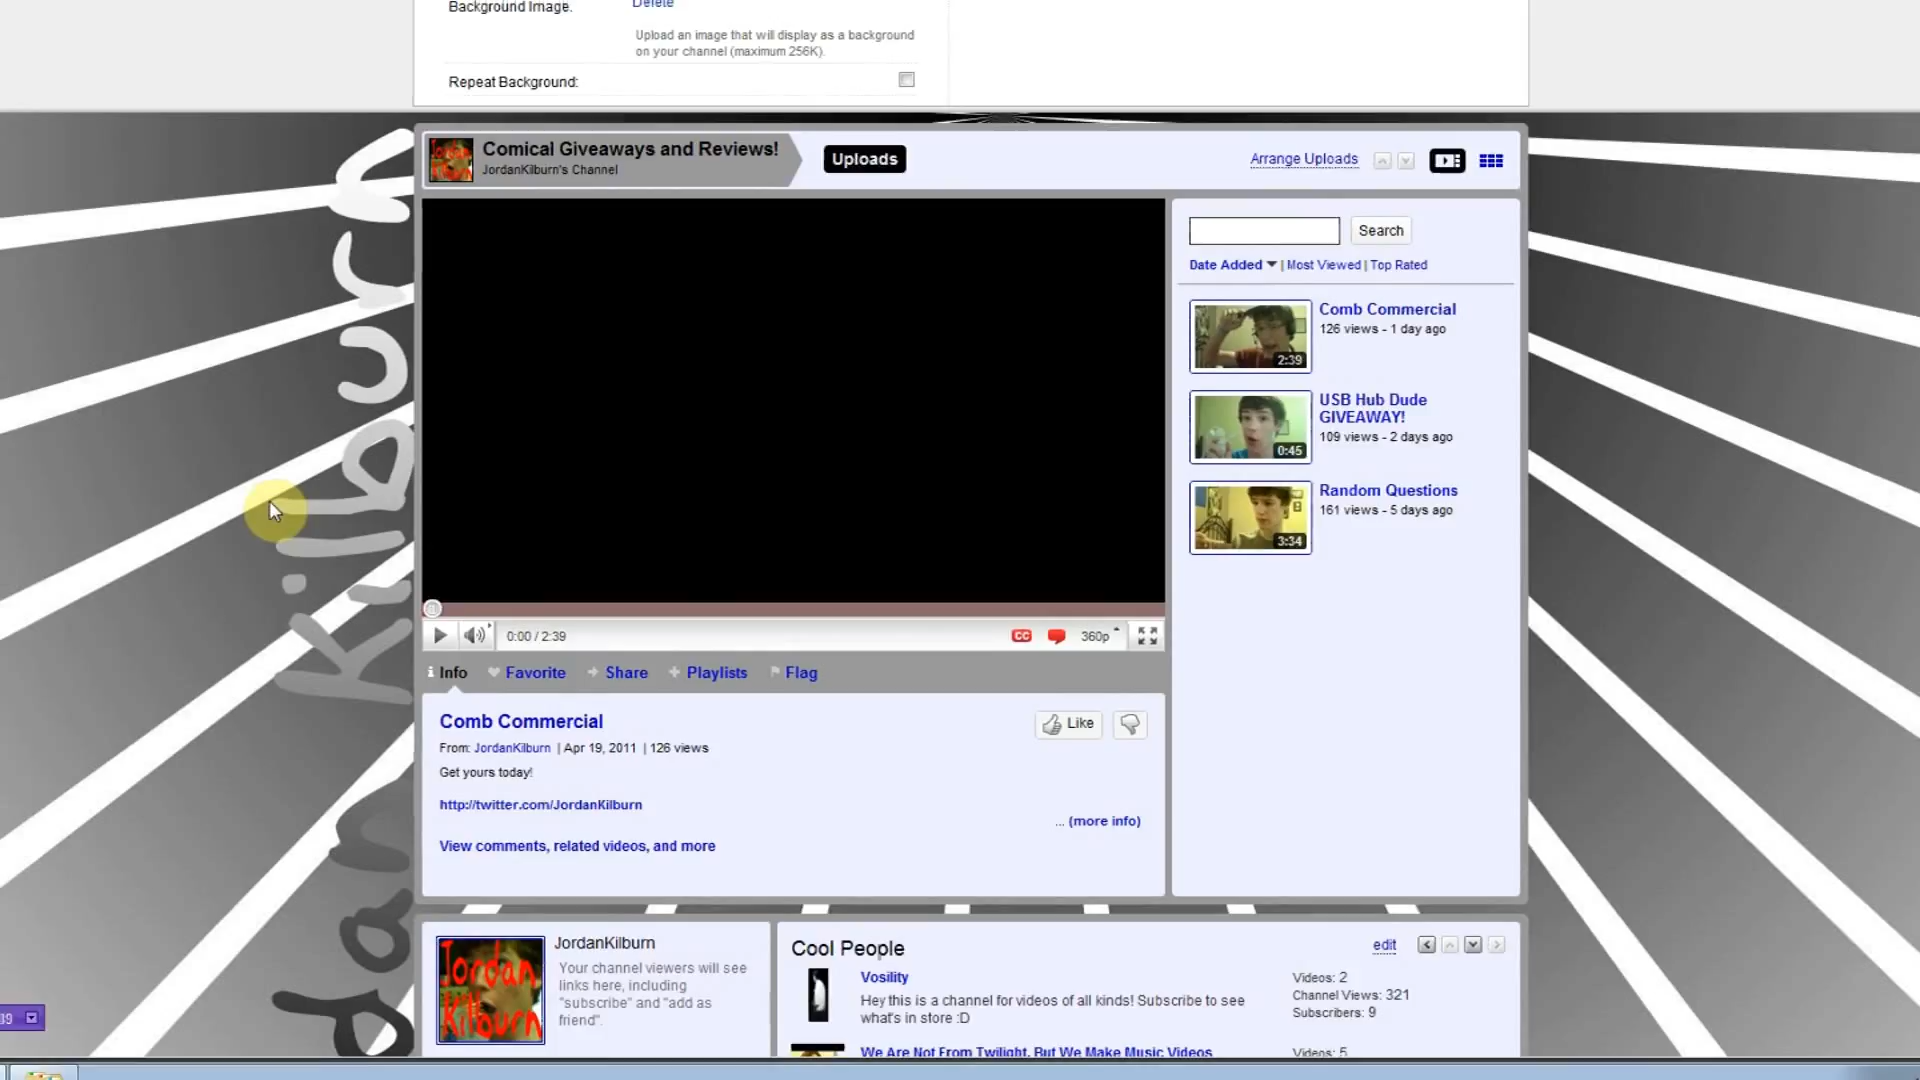 Background Image.
Delete
Upload an image that will display as a background
on your channel (maximum 256K).
Repeat Background:
Comical Giveaways and Reviews!
JordanKilburn's Channel
Uploads
Arrange Uploads
Search
Date Added | Most Viewed | Top Rated
Comb Commercial
126 views - 1 day ago
2:39
USB Hub Dude
GIVEAWAY!
109 views - 2 days ago
0:45
Random Questions
161 views - 5 days ago
3:34
0:00 / 2:39
CC
360p
Info
Favorite
Share
Playlists
Flag
Comb Commercial
Like
From: JordanKilburn | Apr 19, 2011 | 126 views
Get yours today!
http://twitter.com/JordanKilburn
... (more info)
View comments, related videos, and more
dan Kilburn
Jordan
Kilburn
JordanKilburn
Your channel viewers will see
links here, including
"subscribe" and "add as
friend".
Cool People
edit
Vosility
Hey this is a channel for videos of all kinds! Subscribe to see
what's in store :D
Videos: 2
Channel Views: 321
Subscribers: 9
We Are Not From Twilight, But We Make Music Videos
Videos: 5
39